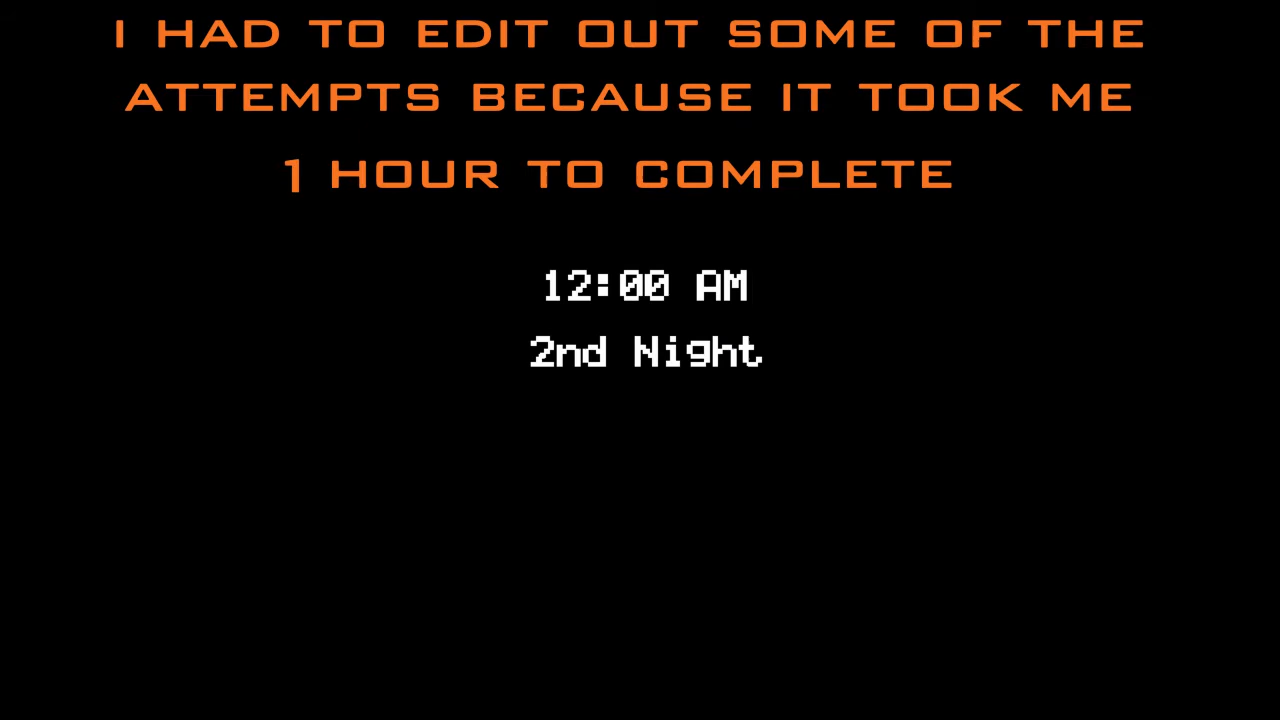 I HAD TO EDIT OUT SOME OF THE
ATTEMPTS BECAUSE IT TOOK ME
1 HOUR TO COMPLETE
12:00 AM
2nd Night